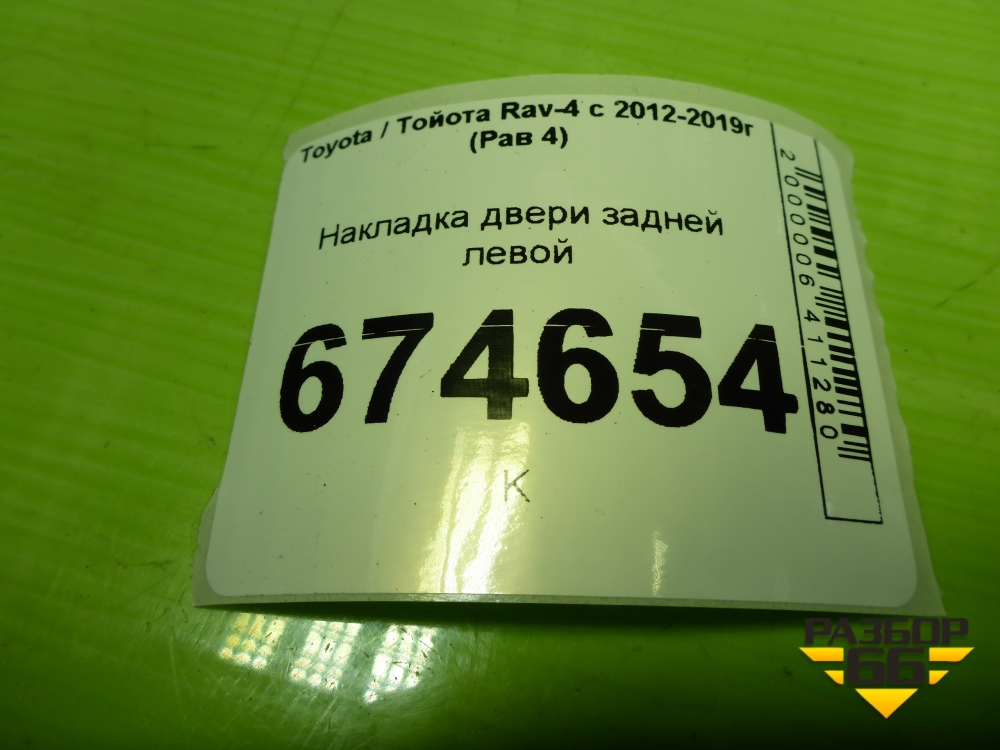 Toyota / Тойота Rav-4 с 2012-2019г
(Рав 4)
Накладка двери задней
левой
674654
К
2000006411280
РАЗБОР
66